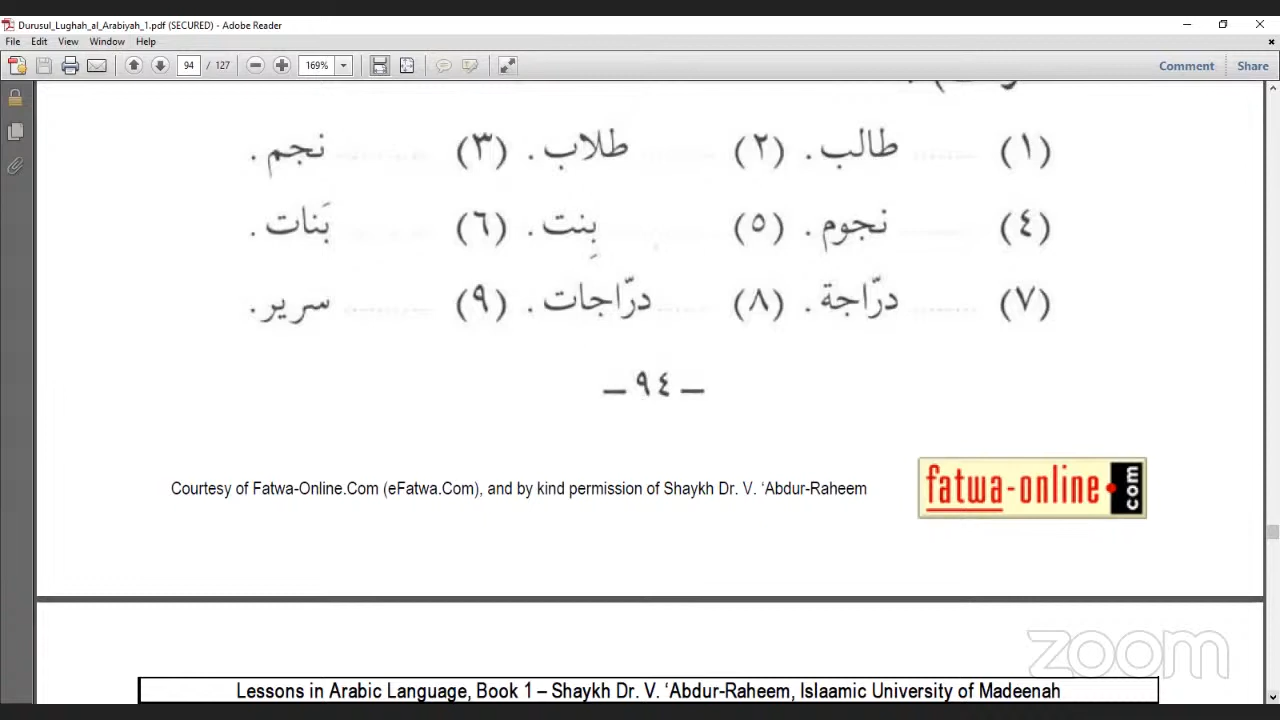 Durusul_Lughah_al_Arabiyah_1.pdf (SECURED) - Adobe Reader
File Edit View Window Help
94 / 127 169% Comment Share
(١) ........ طالب . (٢) ........ طلاب . (٣) ........ نجم .
(٤) ........ نجوم . (٥) ........ بِنت . (٦) ........ بَنات .
(٧) ........ درّاجة . (٨) ........ درّاجات . (٩) ........ سرير .
– ٩٤ –
Courtesy of Fatwa-Online.Com (eFatwa.Com), and by kind permission of Shaykh Dr. V. ‘Abdur-Raheem
fatwa-online.com
zoom
Lessons in Arabic Language, Book 1 – Shaykh Dr. V. ‘Abdur-Raheem, Islaamic University of Madeenah